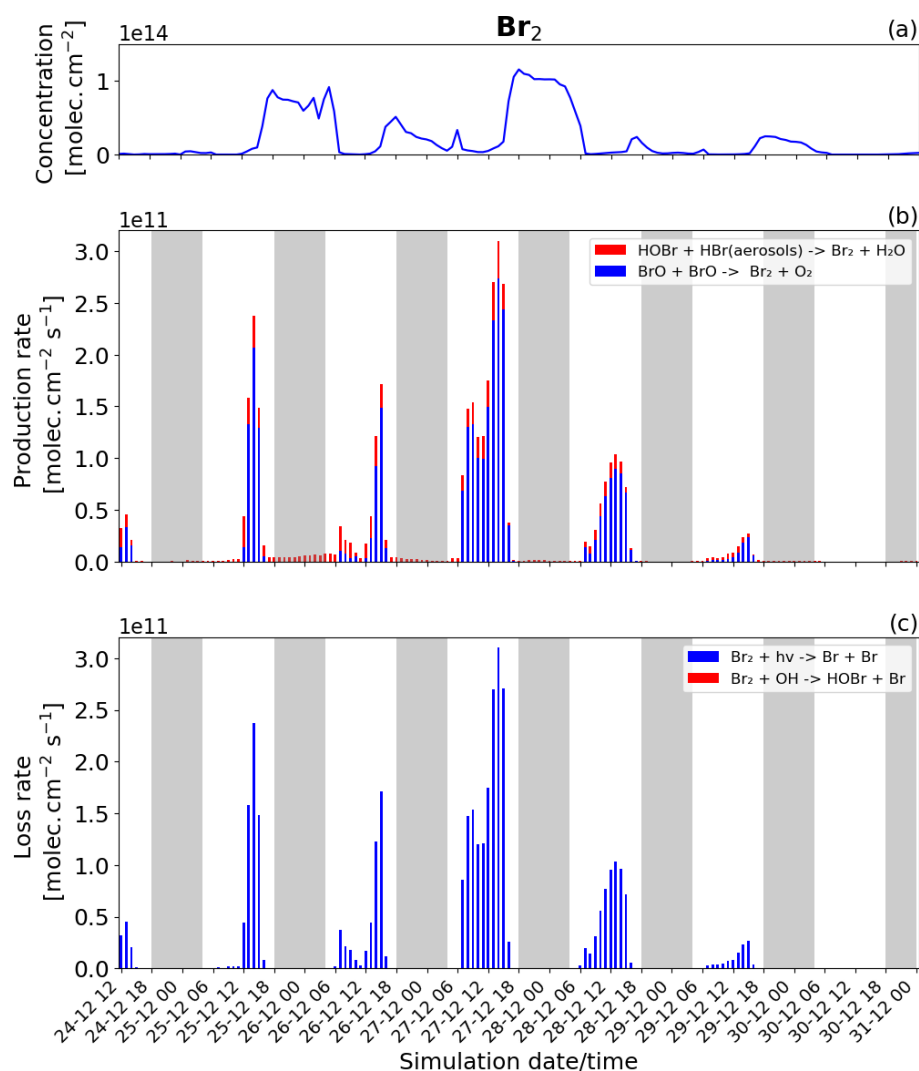 Br₂
(a)
1e14
Concentration
[molec.cm⁻²]
1
0
(b)
1e11
Production rate
[molec.cm⁻² s⁻¹]
3.0
2.5
2.0
1.5
1.0
0.5
0.0
HOBr + HBr(aerosols) -> Br₂ + H₂O
BrO + BrO -> Br₂ + O₂
(c)
1e11
Loss rate
[molec.cm⁻² s⁻¹]
3.0
2.5
2.0
1.5
1.0
0.5
0.0
Br₂ + hv -> Br + Br
Br₂ + OH -> HOBr + Br
24-12 12
24-12 18
25-12 00
25-12 06
25-12 12
25-12 18
26-12 00
26-12 06
26-12 12
26-12 18
27-12 00
27-12 06
27-12 12
27-12 18
28-12 00
28-12 06
28-12 12
28-12 18
29-12 00
29-12 06
29-12 12
29-12 18
30-12 00
30-12 06
30-12 12
30-12 18
31-12 00
Simulation date/time